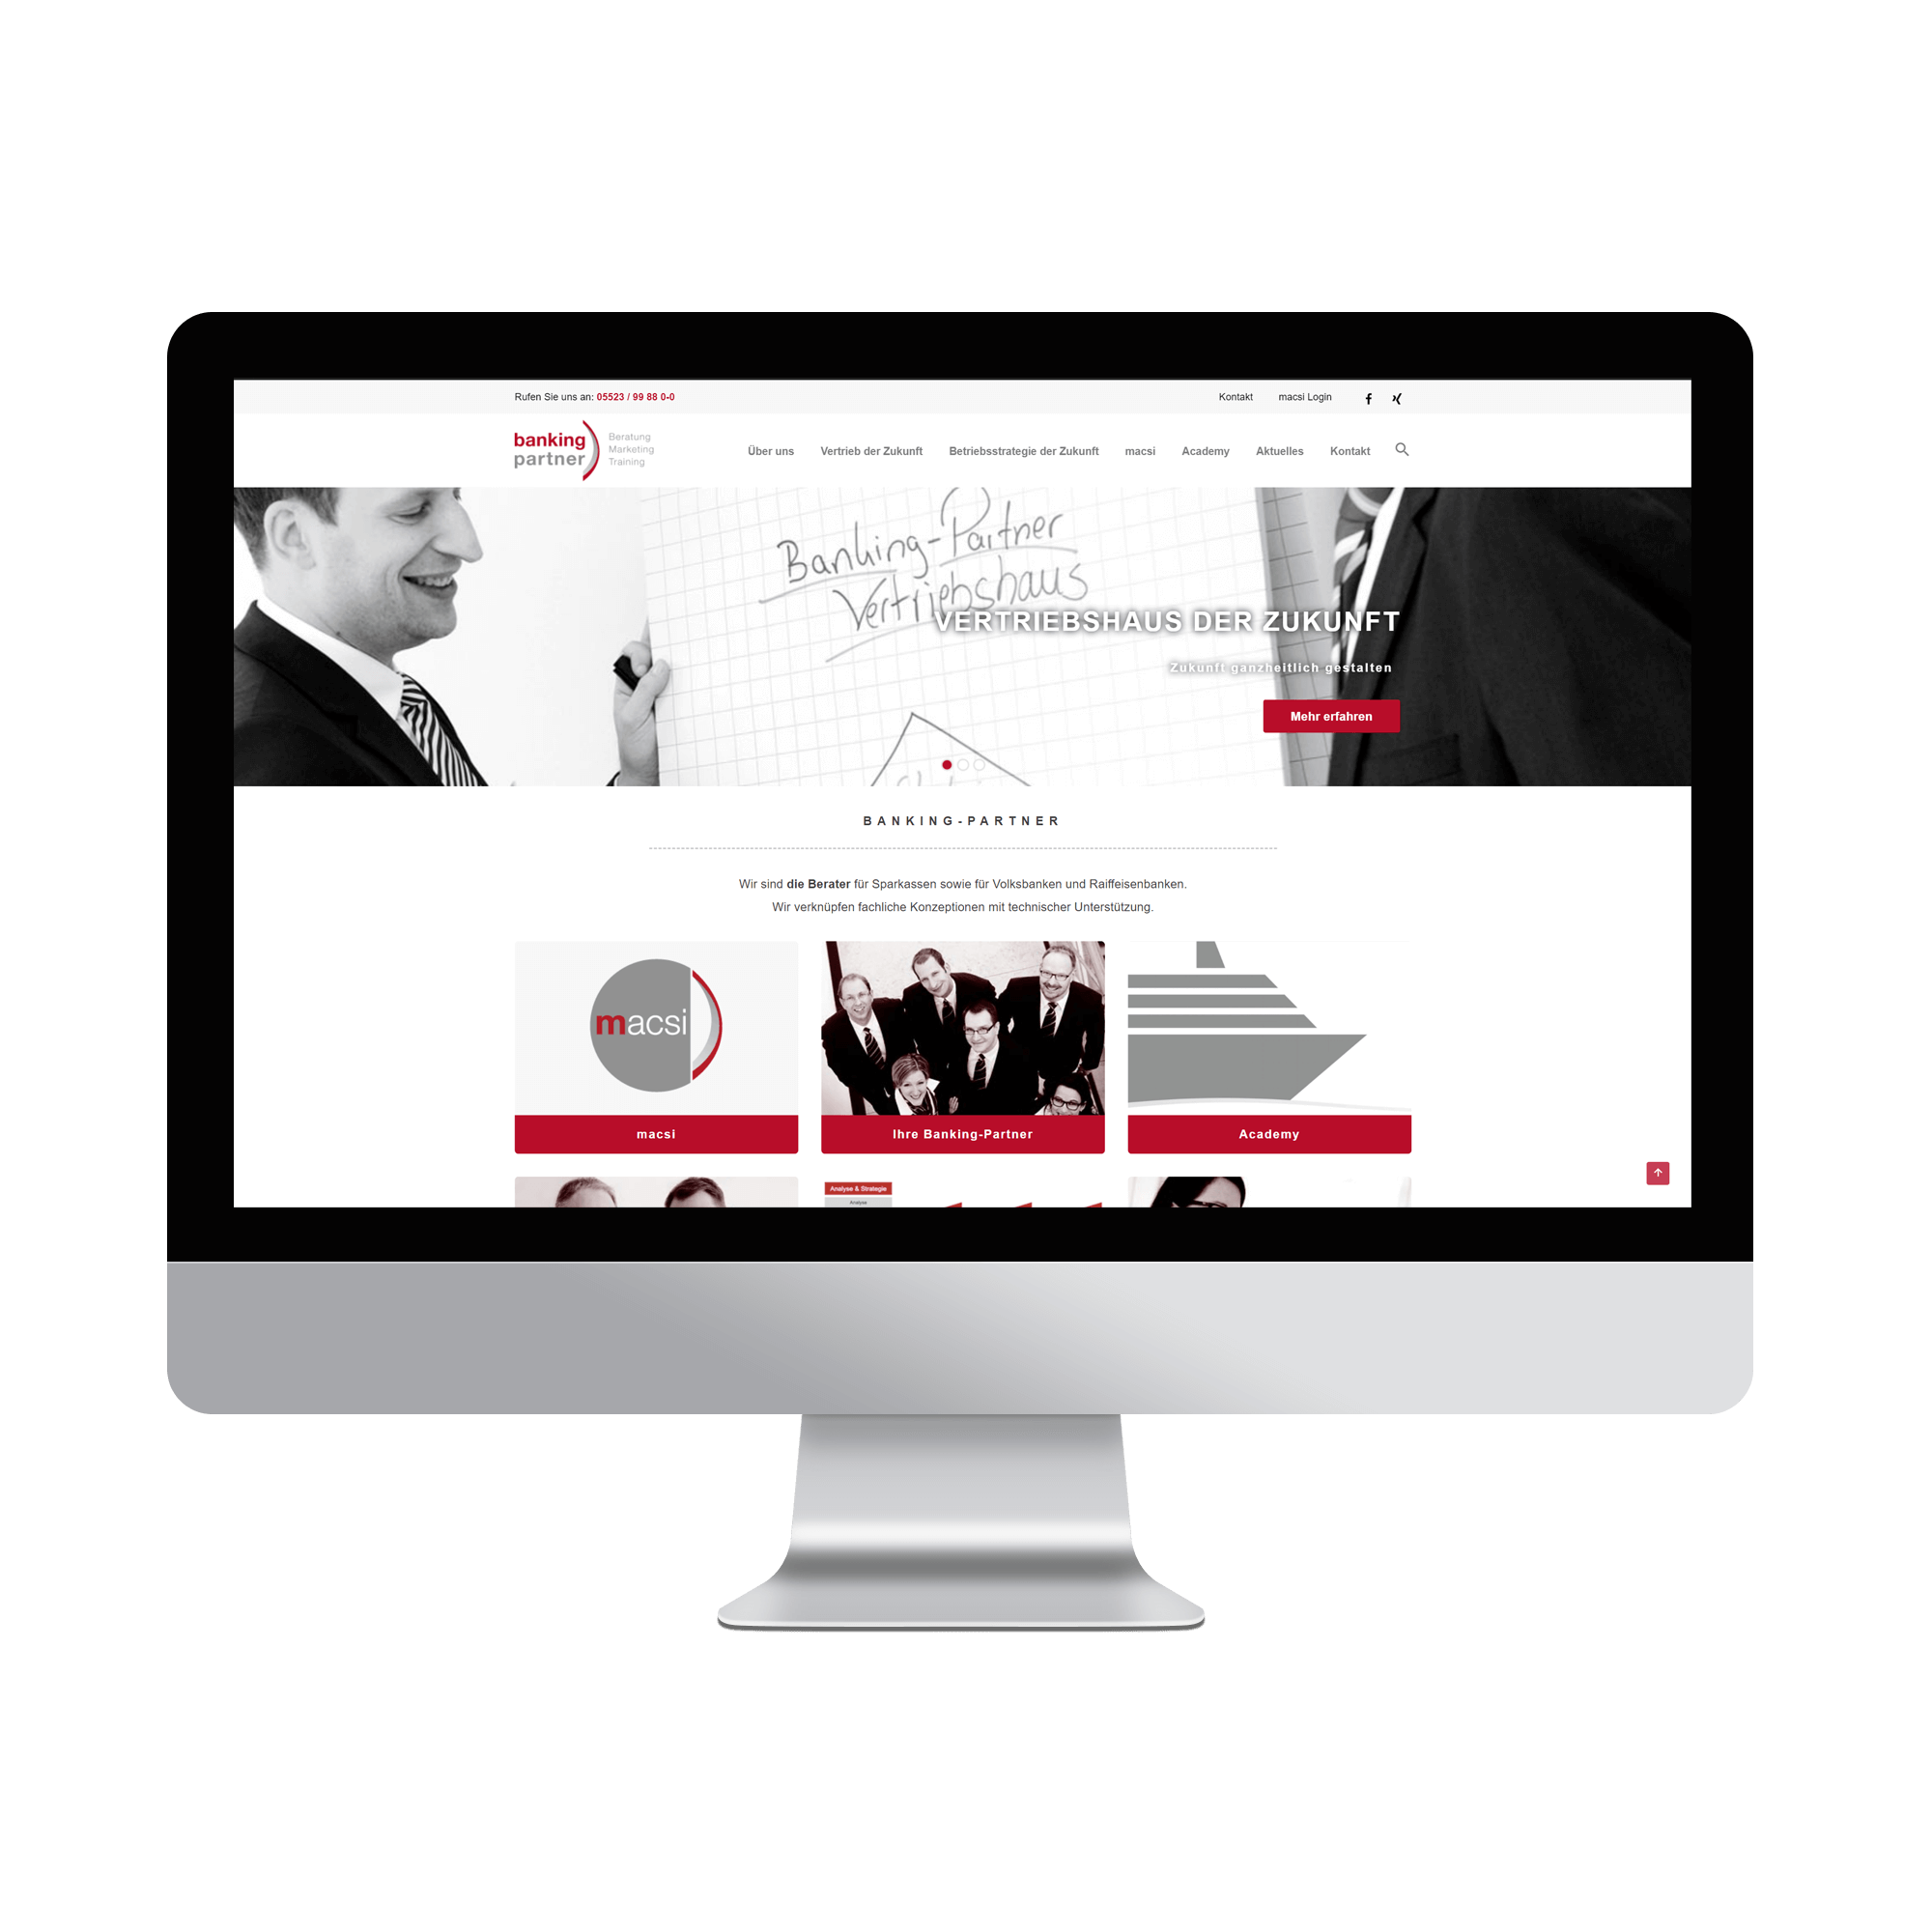 Rufen Sie uns an: 05523 / 99 88 0-0
Kontakt macsi Login
banking
partner
Beratung
Marketing
Training
Über uns Vertrieb der Zukunft Betriebsstrategie der Zukunft macsi Academy Aktuelles Kontakt
Banking-Partner
Vertriebshaus
VERTRIEBSHAUS DER ZUKUNFT
Zukunft ganzheitlich gestalten
Mehr erfahren
BANKING-PARTNER
Wir sind die Berater für Sparkassen sowie für Volksbanken und Raiffeisenbanken.
Wir verknüpfen fachliche Konzeptionen mit technischer Unterstützung.
macsi
macsi
Ihre Banking-Partner
Academy
Analyse & Strategie
Analyse